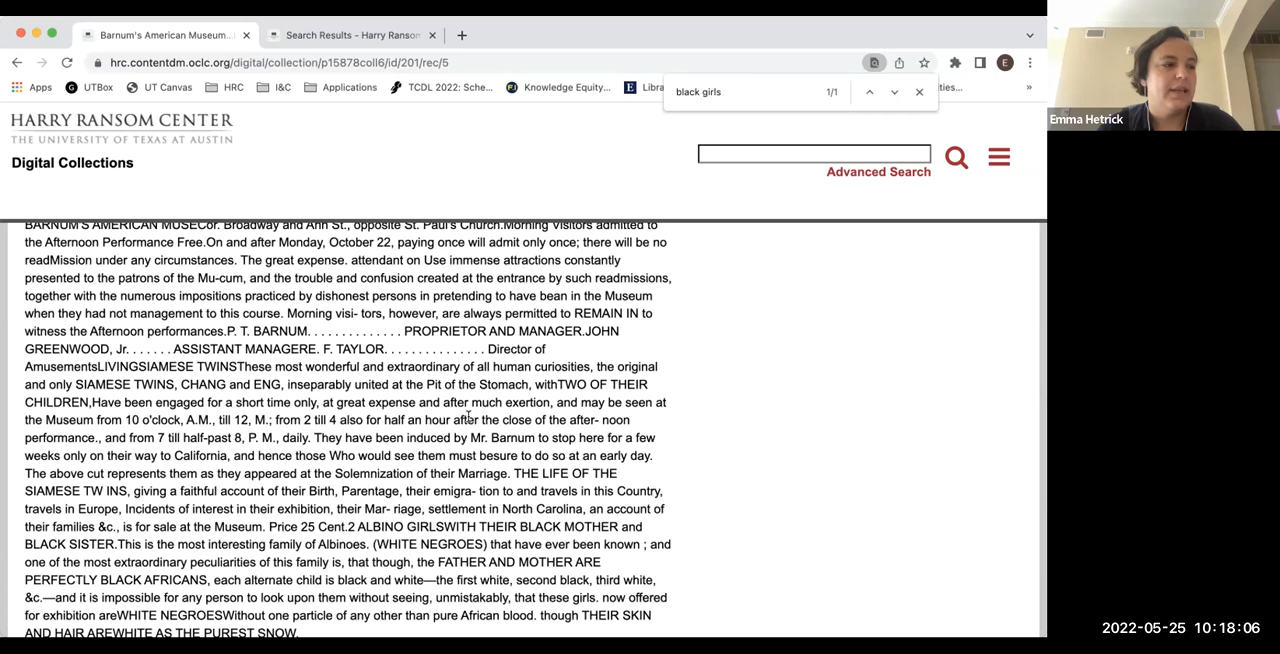 Barnum's American Museum...
Search Results - Harry Ransom
hrc.contentdm.oclc.org/digital/collection/p15878coll6/id/201/rec/5
E
Apps
UTBox
UT Canvas
HRC
I&C
Applications
TCDL 2022: Sche...
Knowledge Equity...
E
Libra
ties...
»
black girls
1/1
HARRY RANSOM CENTER
THE UNIVERSITY OF TEXAS AT AUSTIN
Digital Collections
Advanced Search
BARNUM'S AMERICAN MUSECor. Broadway and Ann St., opposite St. Paul's Church.Morning Visitors admitted to
the Afternoon Performance Free.On and after Monday, October 22, paying once will admit only once; there will be no
readMission under any circumstances. The great expense. attendant on Use immense attractions constantly
presented to the patrons of the Mu-cum, and the trouble and confusion created at the entrance by such readmissions,
together with the numerous impositions practiced by dishonest persons in pretending to have bean in the Museum
when they had not management to this course. Morning visi- tors, however, are always permitted to REMAIN IN to
witness the Afternoon performances.P. T. BARNUM. . . . . . . . . . . . . PROPRIETOR AND MANAGER.JOHN
GREENWOOD, Jr. . . . . . ASSISTANT MANAGERE. F. TAYLOR. . . . . . . . . . . . . . . Director of
AmusementsLIVINGSIAMESE TWINSThese most wonderful and extraordinary of all human curiosities, the original
and only SIAMESE TWINS, CHANG and ENG, inseparably united at the Pit of the Stomach, withTWO OF THEIR
CHILDREN,Have been engaged for a short time only, at great expense and after much exertion, and may be seen at
the Museum from 10 o'clock, A.M., till 12, M.; from 2 till 4 also for half an hour after the close of the after- noon
performance., and from 7 till half-past 8, P. M., daily. They have been induced by Mr. Barnum to stop here for a few
weeks only on their way to California, and hence those Who would see them must besure to do so at an early day.
The above cut represents them as they appeared at the Solemnization of their Marriage. THE LIFE OF THE
SIAMESE TW INS, giving a faithful account of their Birth, Parentage, their emigra- tion to and travels in this Country,
travels in Europe, Incidents of interest in their exhibition, their Mar- riage, settlement in North Carolina, an account of
their families &c., is for sale at the Museum. Price 25 Cent.2 ALBINO GIRLSWITH THEIR BLACK MOTHER and
BLACK SISTER.This is the most interesting family of Albinoes. (WHITE NEGROES) that have ever been known ; and
one of the most extraordinary peculiarities of this family is, that though, the FATHER AND MOTHER ARE
PERFECTLY BLACK AFRICANS, each alternate child is black and white—the first white, second black, third white,
&c.—and it is impossible for any person to look upon them without seeing, unmistakably, that these girls. now offered
for exhibition areWHITE NEGROESWithout one particle of any other than pure African blood. though THEIR SKIN
AND HAIR AREWHITE AS THE PUREST SNOW.
Emma Hetrick
2022-05-25 10:18:06